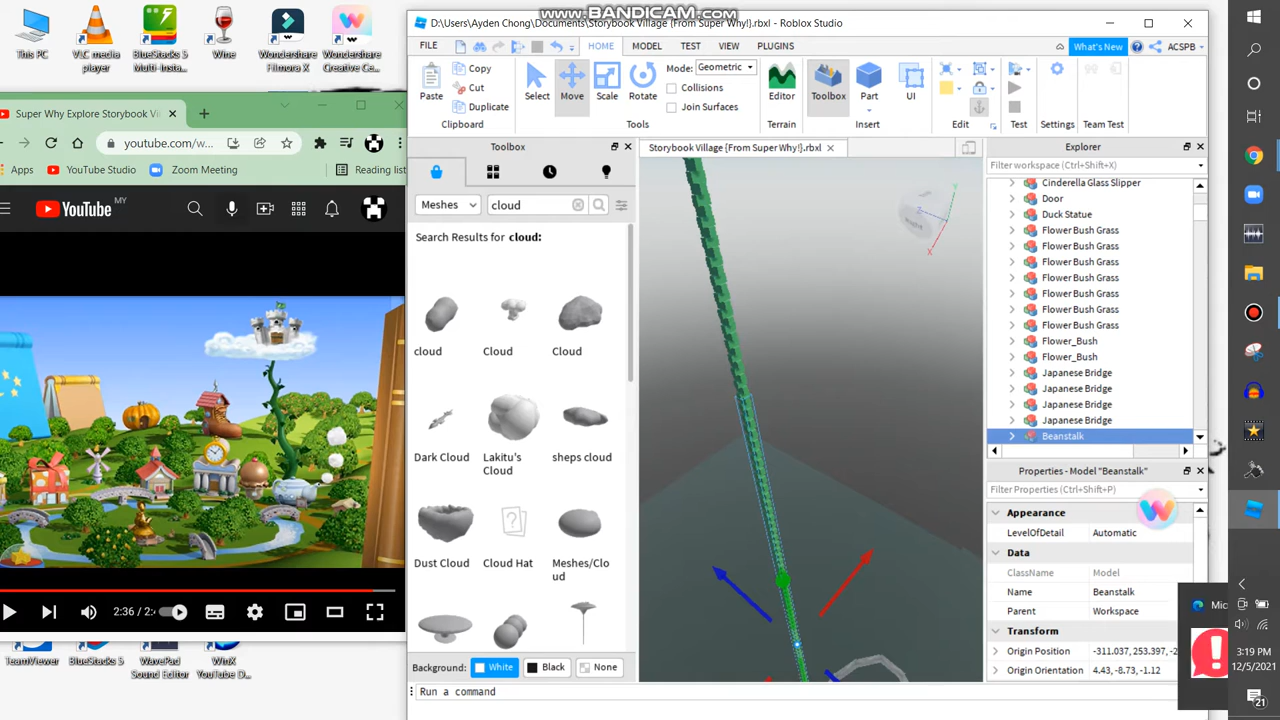 www.BANDICAM.com
This PC
VLC media player
BlueStacks 5 Multi-Insta...
Wine
Wondershare Filmora X
Wondershare Creative Ce...
D:\Users\Ayden Chong\Documents\Storybook Village {From Super Why!}.rbxl - Roblox Studio
FILE HOME MODEL TEST VIEW PLUGINS What's New ACSPB
Paste Copy Cut Duplicate
Select Move Scale Rotate
Mode: Geometric
Collisions
Join Surfaces
Editor Toolbox Part UI
Clipboard Tools Terrain Insert Edit Test Settings Team Test
Super Why Explore Storybook Vi
youtube.com/w...
Apps YouTube Studio Zoom Meeting Reading list
YouTube MY
2:36 / 2:
Toolbox
Meshes cloud
Search Results for cloud:
cloud Cloud Cloud
Dark Cloud Lakitu's Cloud sheps cloud
Dust Cloud Cloud Hat Meshes/Cloud
Background: White Black None
Run a command
Storybook Village {From Super Why!}.rbxl
Y
Z
X
Explorer
Filter workspace (Ctrl+Shift+X)
Cinderella Glass Slipper
Door
Duck Statue
Flower Bush Grass
Flower Bush Grass
Flower Bush Grass
Flower Bush Grass
Flower Bush Grass
Flower Bush Grass
Flower Bush Grass
Flower_Bush
Flower_Bush
Japanese Bridge
Japanese Bridge
Japanese Bridge
Japanese Bridge
Beanstalk
Properties - Model "Beanstalk"
Filter Properties (Ctrl+Shift+P)
Appearance
LevelOfDetail Automatic
Data
ClassName Model
Name Beanstalk
Parent Workspace
Transform
Origin Position -311.037, 253.397, -2
Origin Orientation 4.43, -8.73, -1.12
Mic
TeamViewer
BlueStacks 5
WavePad Sound Editor
WinX YouTube D...
3:19 PM
12/5/2021
21